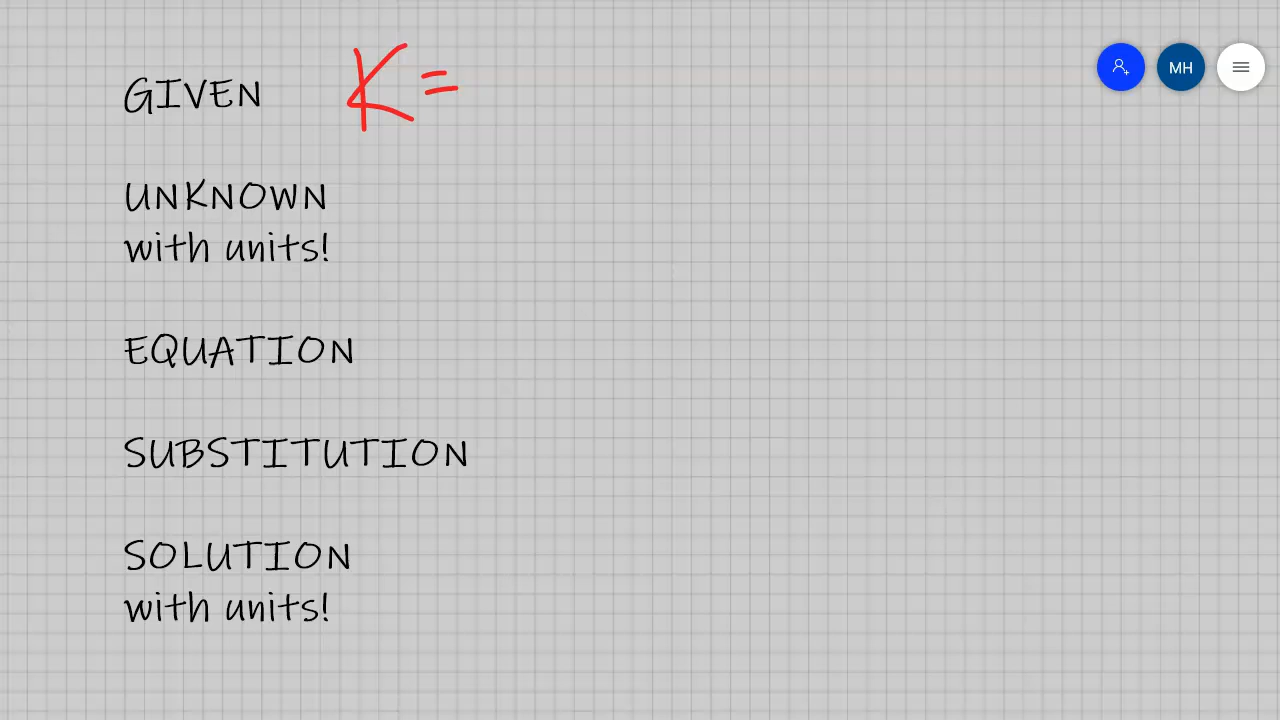 GIVEN K=
MH
UNKNOWN
with units!
EQUATION
SUBSTITUTION
SOLUTION
with units!